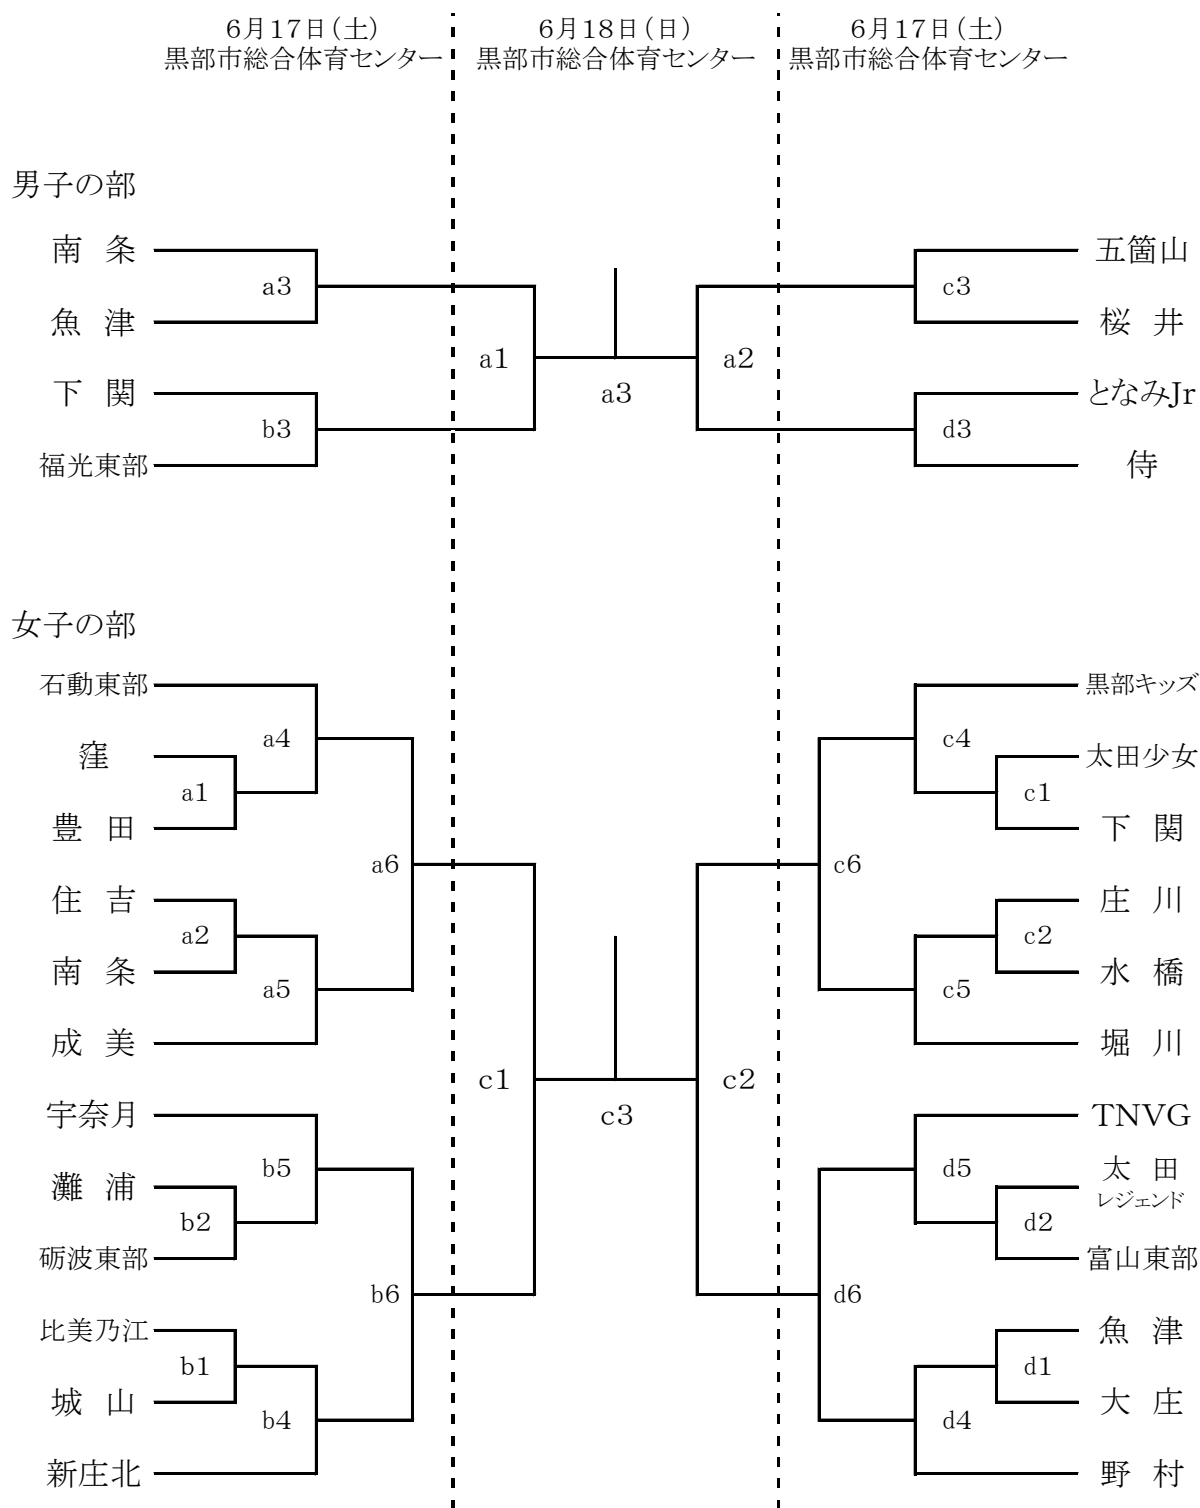 6月17日（土）
黒部市総合体育センター
6月18日（日）
黒部市総合体育センター
6月17日（土）
黒部市総合体育センター
男子の部
南 条
魚 津
下 関
福光東部
a3
b3
a1
a3
a2
c3
d3
五箇山
桜 井
となみJr
侍
女子の部
石動東部
窪
豊 田
住 吉
南 条
成 美
宇奈月
灘 浦
砺波東部
比美乃江
城 山
新庄北
a4
a1
a2
a5
a6
b5
b2
b1
b4
b6
c1
c3
c2
c6
c4
c1
c2
c5
d6
d5
d2
d1
d4
黒部キッズ
太田少女
下 関
庄 川
水 橋
堀 川
TNVG
太 田
レジェンド
富山東部
魚 津
大 庄
野 村